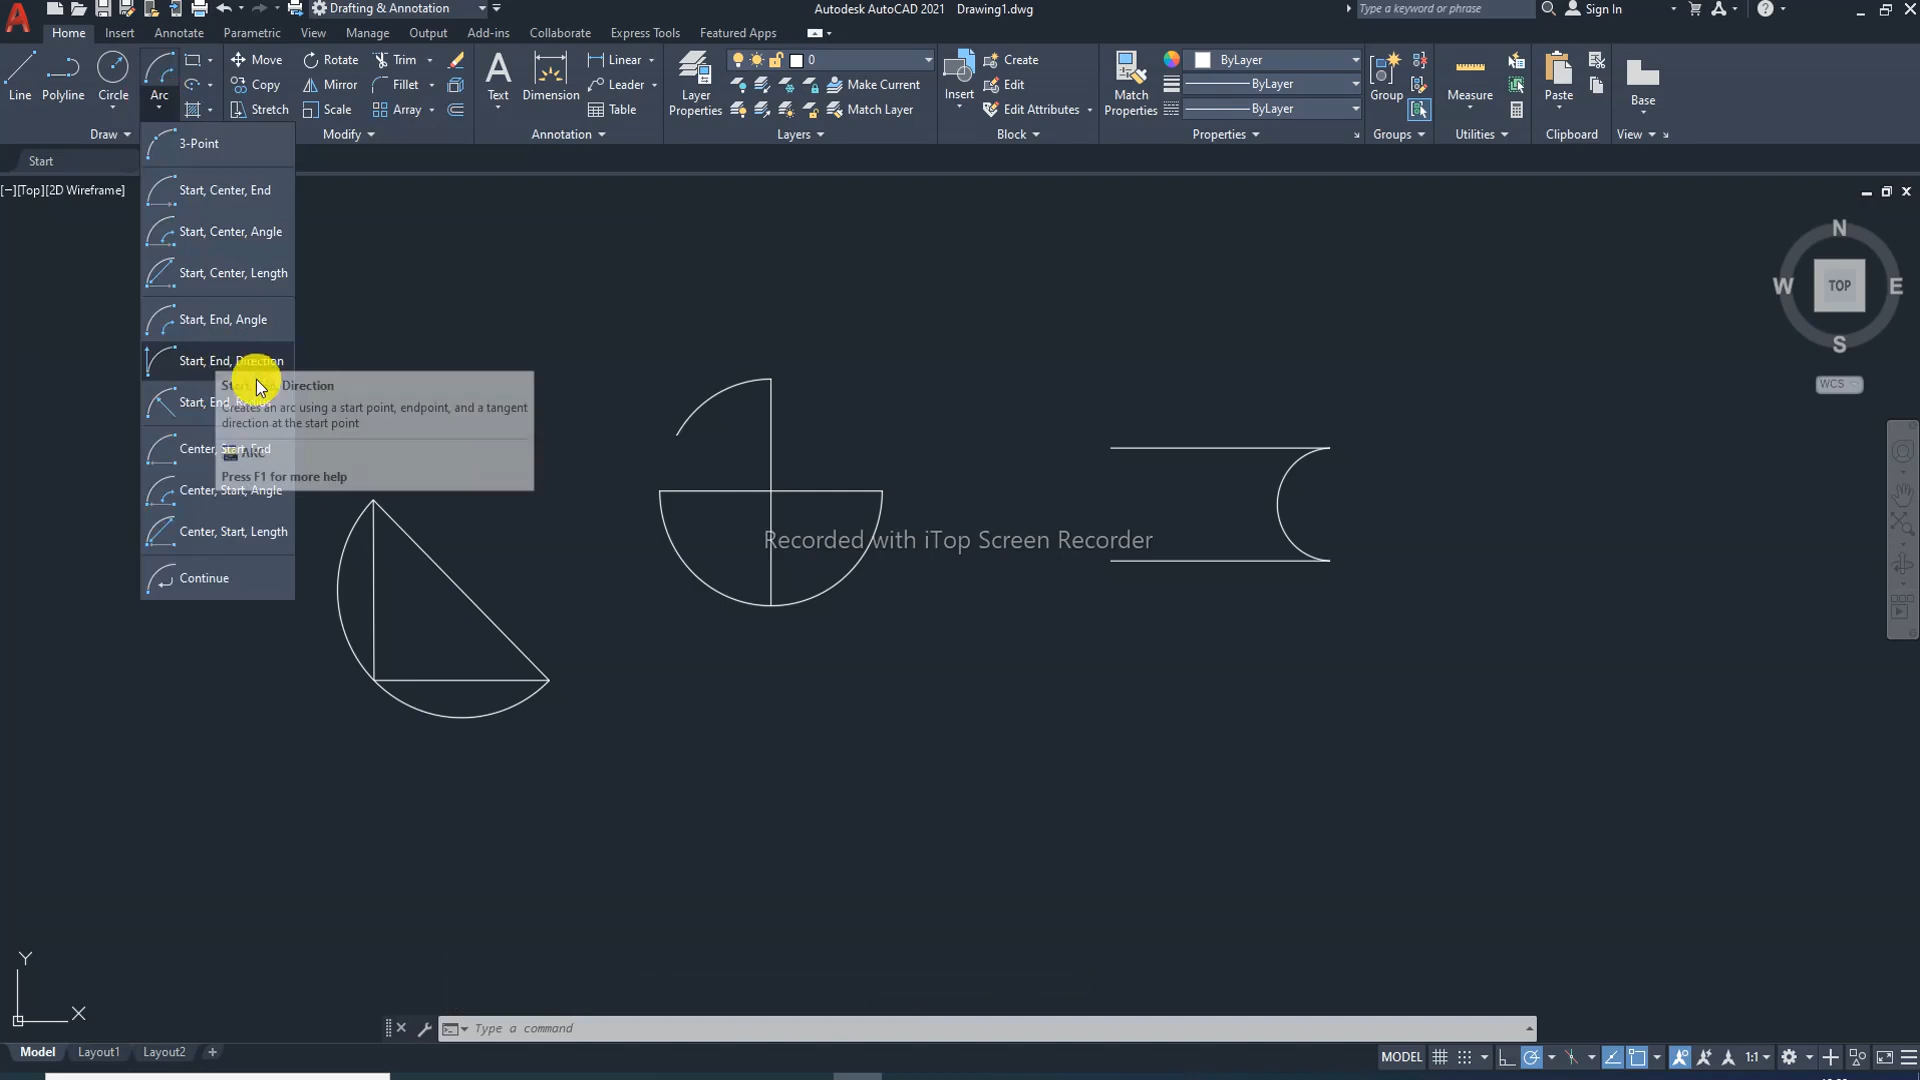 Drafting & Annotation
Autodesk AutoCAD 2021 Drawing1.dwg
Type a keyword or phrase
Sign In
Home Insert Annotate Parametric View Manage Output Add-ins Collaborate Express Tools Featured Apps
Line Polyline Circle Arc
Move Rotate Trim
Copy Mirror Fillet
Stretch Scale Array
Text Dimension
Linear
Leader
Table
Layer Properties
0
Make Current
Match Layer
Insert
Create
Edit
Edit Attributes
Match Properties
ByLayer
ByLayer
ByLayer
Group
Measure
Paste
Base
Draw Modify Annotation Layers Block Properties Groups Utilities Clipboard View
Start
[−][Top][2D Wireframe]
3-Point
Start, Center, End
Start, Center, Angle
Start, Center, Length
Start, End, Angle
Start, End, Direction
Start, End,
Center, Start, End
Center, Start, Angle
Center, Start, Length
Continue
Direction
Creates an arc using a start point, endpoint, and a tangent
direction at the start point
ARC
Press F1 for more help
N
W TOP E
S
WCS
Recorded with iTop Screen Recorder
Y
X
Type a command
Model Layout1 Layout2
MODEL
1:1